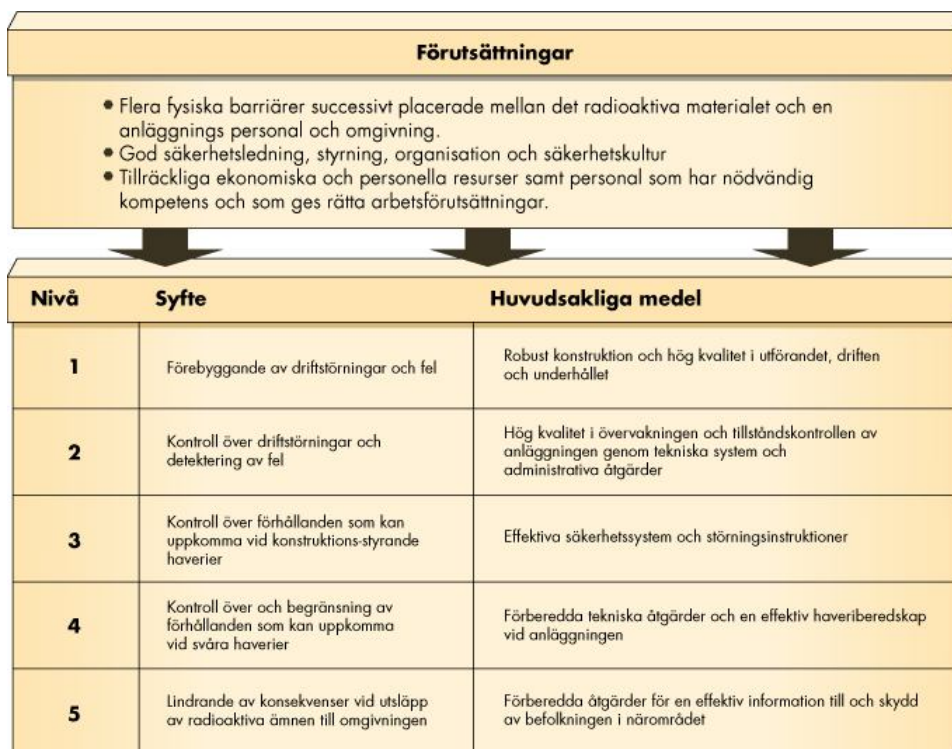 Förutsättningar
• Flera fysiska barriärer successivt placerade mellan det radioaktiva materialet och en
anläggnings personal och omgivning.
• God säkerhetsledning, styrning, organisation och säkerhetskultur
• Tillräckliga ekonomiska och personella resurser samt personal som har nödvändig
kompetens och som ges rätta arbetsförutsättningar.
Nivå Syfte Huvudsakliga medel
1
Förebyggande av driftstörningar och fel
Robust konstruktion och hög kvalitet i utförandet, driften
och underhållet
2
Kontroll över driftstörningar och
detektering av fel
Hög kvalitet i övervakningen och tillståndskontrollen av
anläggningen genom tekniska system och
administrativa åtgärder
3
Kontroll över förhållanden som kan
uppkomma vid konstruktions-styrande
haverier
Effektiva säkerhetssystem och störningsinstruktioner
4
Kontroll över och begränsning av
förhållanden som kan uppkomma
vid svåra haverier
Förberedda tekniska åtgärder och en effektiv haveriberedskap
vid anläggningen
5
Lindrande av konsekvenser vid utsläpp
av radioaktiva ämnen till omgivningen
Förberedda åtgärder för en effektiv information till och skydd
av befolkningen i närområdet